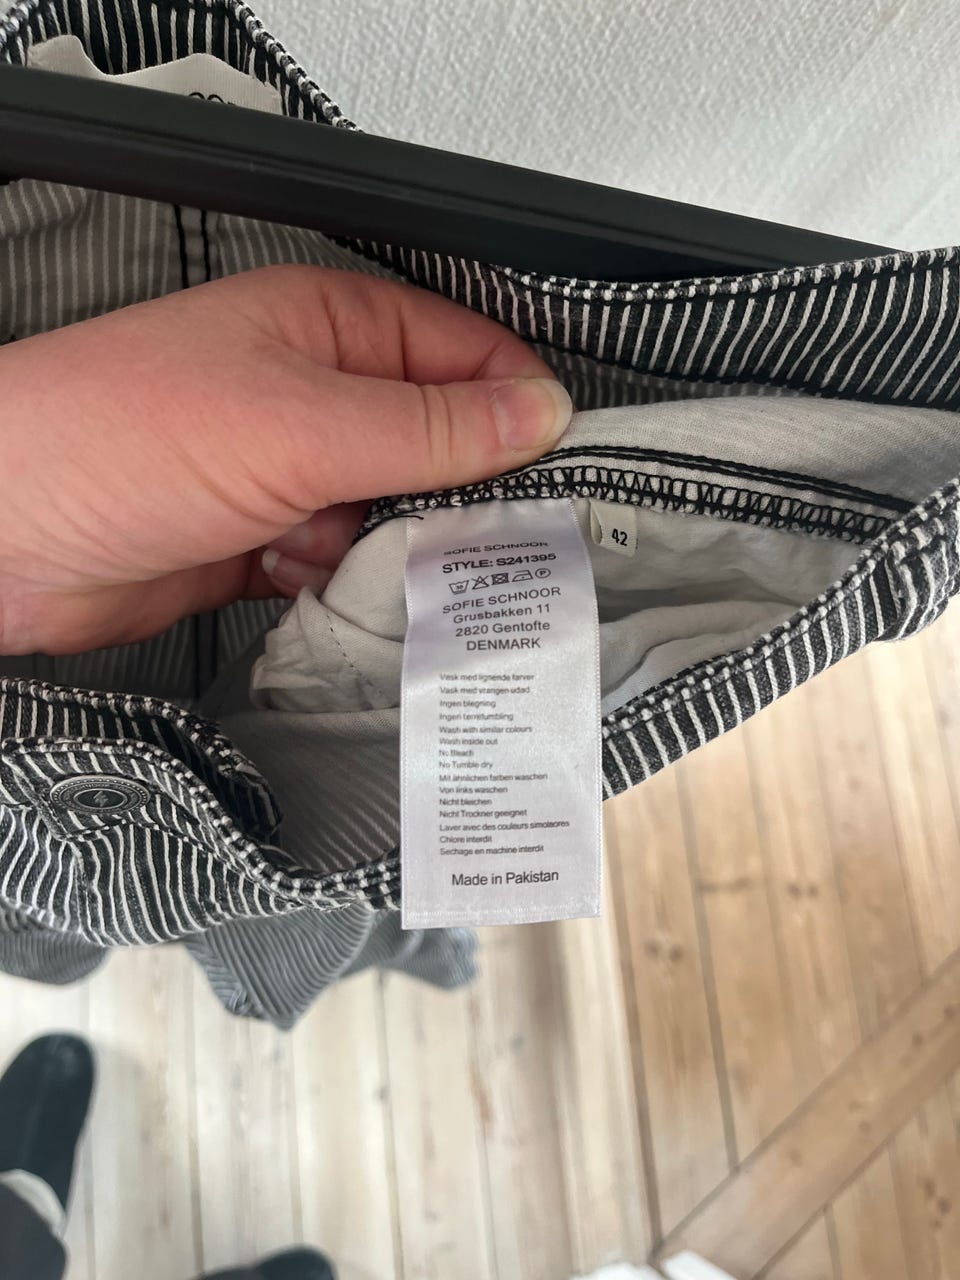 SOFIE SCHNOOR
STYLE: S241395
30
P
SOFIE SCHNOOR
Grusbakken 11
2820 Gentofte
DENMARK
Vask med lignende farver
Vask med vrangen udad
Ingen blegning
Ingen tørretumbling
Wash with similar colours
Wash inside out
No Bleach
No Tumble dry
Mit ähnlichen farben waschen
Von links waschen
Nicht bleichen
Nicht Trockner geeignet
Laver avec des couleurs simolaores
Chlore interdit
Sechage en machine interdit
Made in Pakistan
42